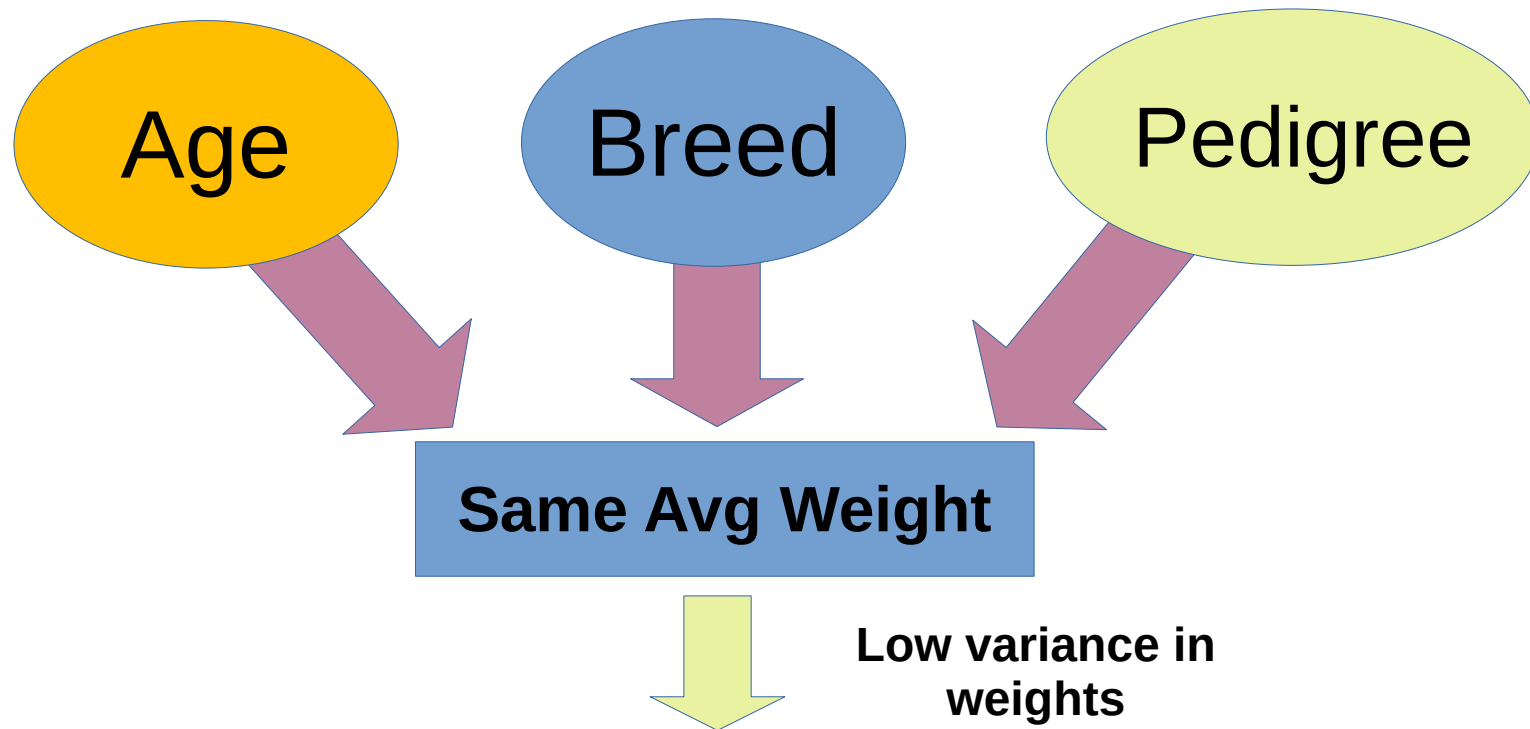 Age
Breed
Pedigree
Same Avg Weight
Low variance in
weights